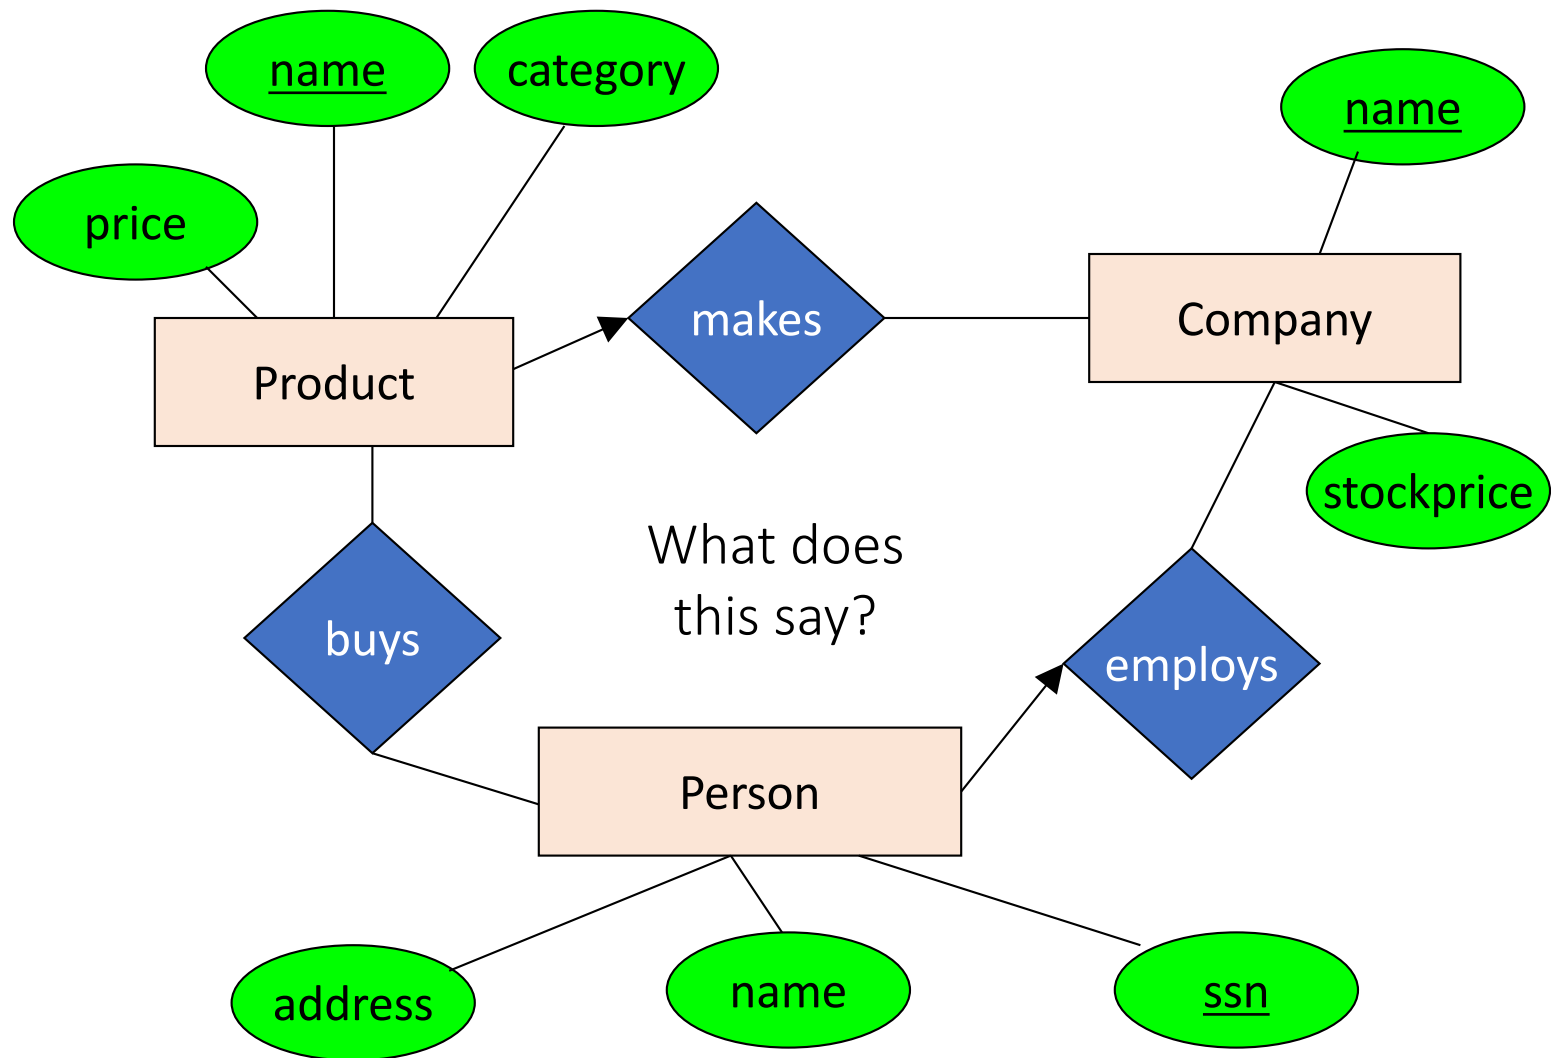 name
category
name
price
makes
Company
Product
stockprice
What does
this say?
buys
employs
Person
address
name
ssn